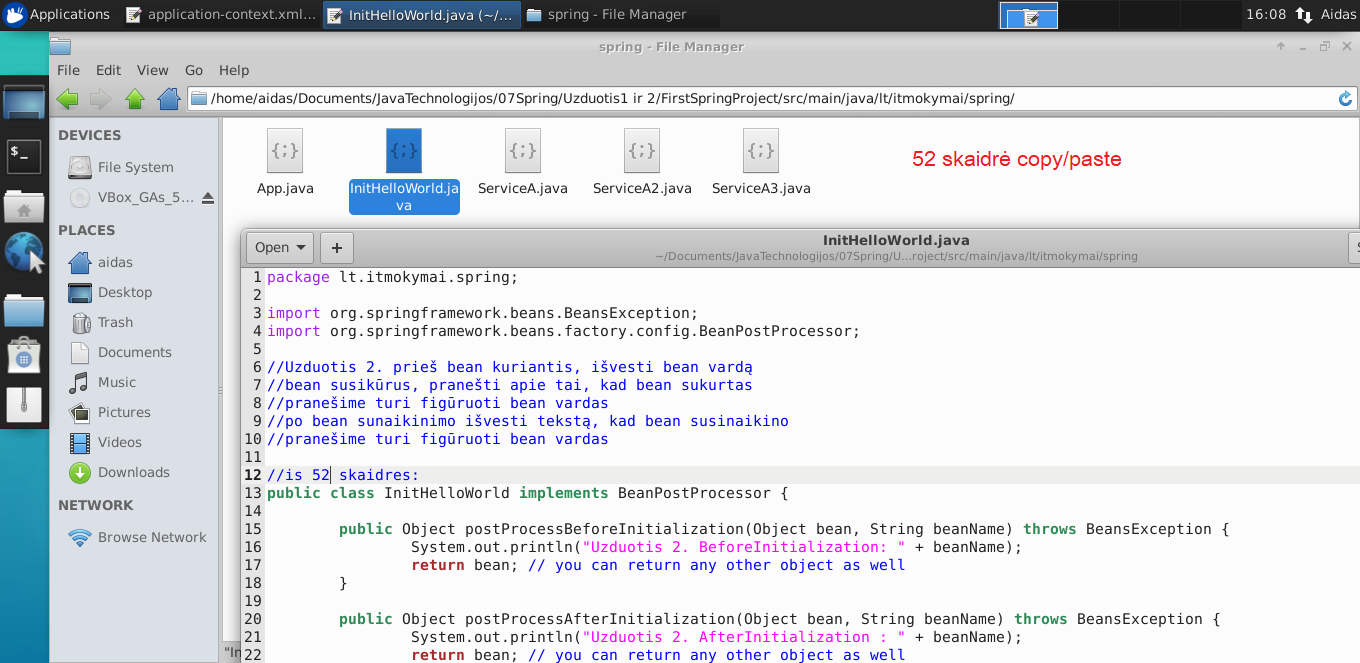 Applications application-context.xml... InitHelloWorld.java (~/... spring - File Manager 16:08 Aidas
spring - File Manager
File Edit View Go Help
/home/aidas/Documents/JavaTechnologijos/07Spring/Uzduotis1 ir 2/FirstSpringProject/src/main/java/lt/itmokymai/spring/
DEVICES
File System
VBox_GAs_5...
PLACES
aidas
Desktop
Trash
Documents
Music
Pictures
Videos
Downloads
NETWORK
Browse Network
{;} {;} {;} {;} {;}
App.java InitHelloWorld.ja ServiceA.java ServiceA2.java ServiceA3.java
va
52 skaidrė copy/paste
Open + InitHelloWorld.java
~/Documents/JavaTechnologijos/07Spring/U...roject/src/main/java/lt/itmokymai/spring
1 package lt.itmokymai.spring;
2
3 import org.springframework.beans.BeansException;
4 import org.springframework.beans.factory.config.BeanPostProcessor;
5
6 //Uzduotis 2. prieš bean kuriantis, išvesti bean vardą
7 //bean susikūrus, pranešti apie tai, kad bean sukurtas
8 //pranešime turi figūruoti bean vardas
9 //po bean sunaikinimo išvesti tekstą, kad bean susinaikino
10 //pranešime turi figūruoti bean vardas
11
12 //is 52 skaidres:
13 public class InitHelloWorld implements BeanPostProcessor {
14
15 public Object postProcessBeforeInitialization(Object bean, String beanName) throws BeansException {
16 System.out.println("Uzduotis 2. BeforeInitialization: " + beanName);
17 return bean; // you can return any other object as well
18 }
19
20 public Object postProcessAfterInitialization(Object bean, String beanName) throws BeansException {
21 System.out.println("Uzduotis 2. AfterInitialization : " + beanName);
22 return bean; // you can return any other object as well
"In
$_